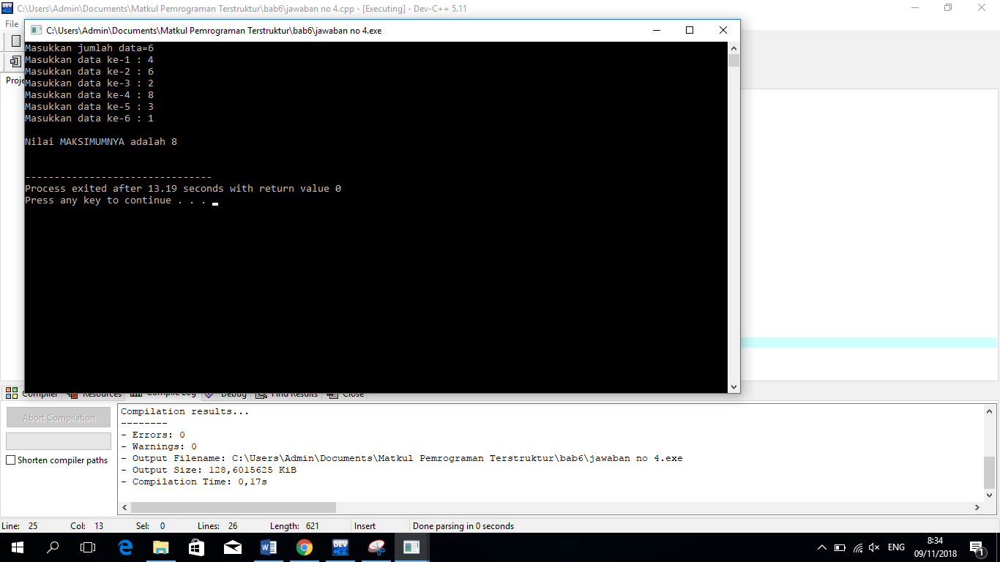 C:\Users\Admin\Documents\Matkul Pemrograman Terstruktur\bab6\jawaban no 4.cpp - [Executing] - Dev-C++ 5.11
File
C:\Users\Admin\Documents\Matkul Pemrograman Terstruktur\bab6\jawaban no 4.exe
Masukkan jumlah data=6
Masukkan data ke-1 : 4
Masukkan data ke-2 : 6
Masukkan data ke-3 : 2
Masukkan data ke-4 : 8
Masukkan data ke-5 : 3
Masukkan data ke-6 : 1
Nilai MAKSIMUMNYA adalah 8
--------------------------------
Process exited after 13.19 seconds with return value 0
Press any key to continue . . .
Proje
Compiler Resources Compile Log Debug Find Results Close
Abort Compilation
Shorten compiler paths
Compilation results...
--------
- Errors: 0
- Warnings: 0
- Output Filename: C:\Users\Admin\Documents\Matkul Pemrograman Terstruktur\bab6\jawaban no 4.exe
- Output Size: 128,6015625 KiB
- Compilation Time: 0,17s
Line: 25 Col: 13 Sel: 0 Lines: 26 Length: 621 Insert Done parsing in 0 seconds
DEV
ENG
8:34
09/11/2018
1